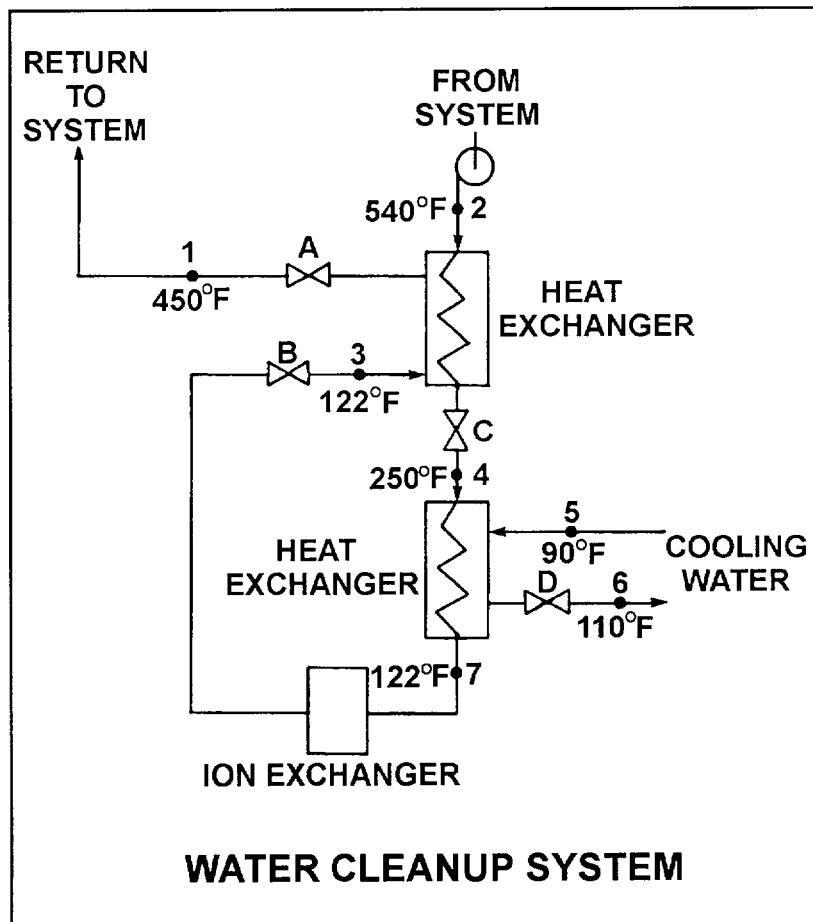 RETURN
TO
SYSTEM
FROM
SYSTEM
540°F
2
1
A
450°F
HEAT
EXCHANGER
B
3
122°F
C
250°F
4
HEAT
EXCHANGER
5
90°F
COOLING
WATER
D
6
110°F
122°F
7
ION EXCHANGER
WATER CLEANUP SYSTEM